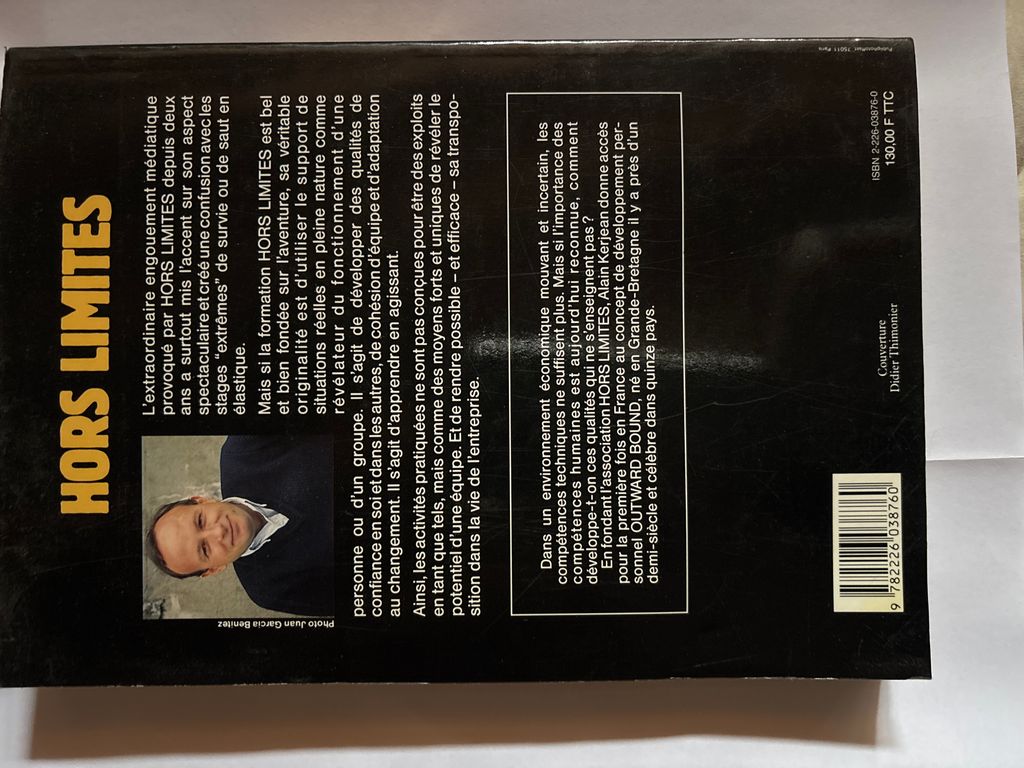 HORS LIMITES
L'extraordinaire engouement médiatique
provoqué par HORS LIMITES depuis deux
ans a surtout mis l'accent sur son aspect
spectaculaire et créé une confusion avec les
stages "extrêmes" de survie ou de saut en
élastique.
Mais si la formation HORS LIMITES est bel
et bien fondée sur l'aventure, sa véritable
originalité est d'utiliser le support de
situations réelles en pleine nature comme
révélateur du fonctionnement d'une
Photo Juan Garcia Benitez
personne ou d'un groupe. Il s'agit de développer des qualités de
confiance en soi et dans les autres, de cohésion d'équipe et d'adaptation
au changement. Il s'agit d'apprendre en agissant.
Ainsi, les activités pratiquées ne sont pas conçues pour être des exploits
en tant que tels, mais comme des moyens forts et uniques de révéler le
potentiel d'une équipe. Et de rendre possible – et efficace – sa transpo-
sition dans la vie de l'entreprise.
Dans un environnement économique mouvant et incertain, les
compétences techniques ne suffisent plus. Mais si l'importance des
compétences humaines est aujourd'hui reconnue, comment
développe-t-on ces qualités qui ne s'enseignent pas ?
En fondant l'association HORS LIMITES, Alain Kerjean donne accès
pour la première fois en France au concept de développement per-
sonnel OUTWARD BOUND, né en Grande-Bretagne il y a près d'un
demi-siècle et célèbre dans quinze pays.
Couverture
Didier Thimonier
9 782226 038760
ISBN 2-226-03876-0
130,00 F TTC
75011 Paris